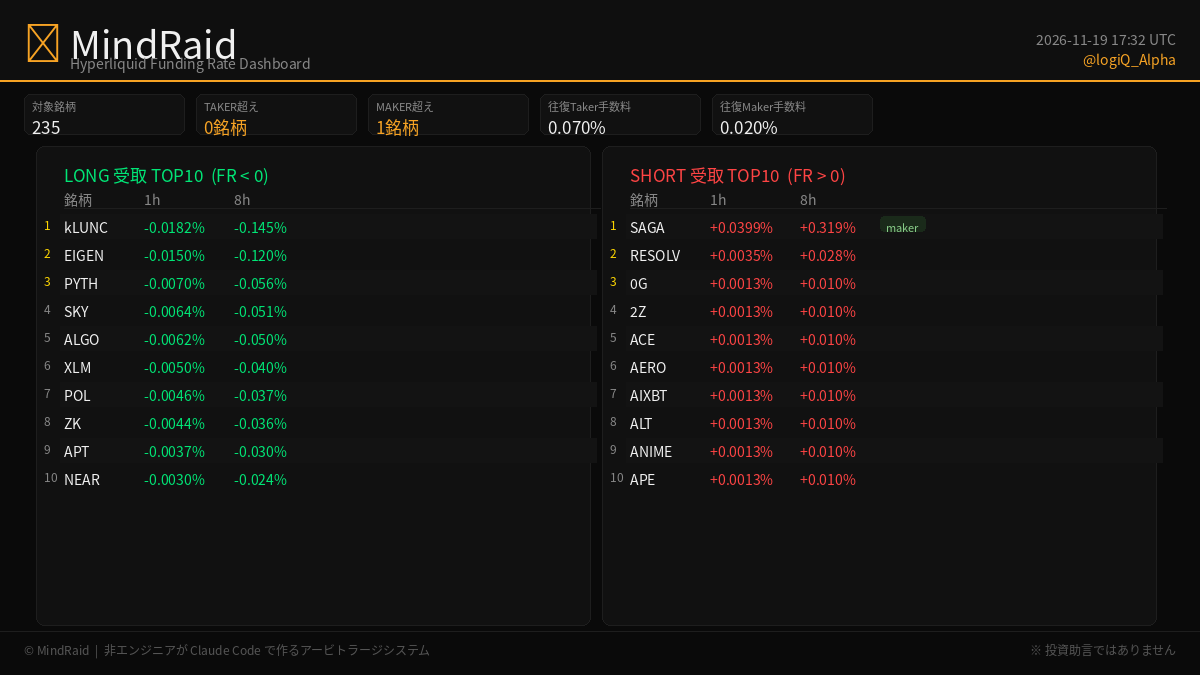 MindRaid
Hyperliquid Funding Rate Dashboard
2026-11-19 17:32 UTC
@logiQ_Alpha
対象銘柄
235
TAKER超え
0銘柄
MAKER超え
1銘柄
往復Taker手数料
0.070%
往復Maker手数料
0.020%
LONG 受取 TOP10 (FR < 0)
銘柄 1h 8h
1 kLUNC -0.0182% -0.145%
2 EIGEN -0.0150% -0.120%
3 PYTH -0.0070% -0.056%
4 SKY -0.0064% -0.051%
5 ALGO -0.0062% -0.050%
6 XLM -0.0050% -0.040%
7 POL -0.0046% -0.037%
8 ZK -0.0044% -0.036%
9 APT -0.0037% -0.030%
10 NEAR -0.0030% -0.024%
SHORT 受取 TOP10 (FR > 0)
銘柄 1h 8h
1 SAGA +0.0399% +0.319% maker
2 RESOLV +0.0035% +0.028%
3 0G +0.0013% +0.010%
4 2Z +0.0013% +0.010%
5 ACE +0.0013% +0.010%
6 AERO +0.0013% +0.010%
7 AIXBT +0.0013% +0.010%
8 ALT +0.0013% +0.010%
9 ANIME +0.0013% +0.010%
10 APE +0.0013% +0.010%
© MindRaid | 非エンジニアが Claude Code で作るアービトラージシステム
※ 投資助言ではありません